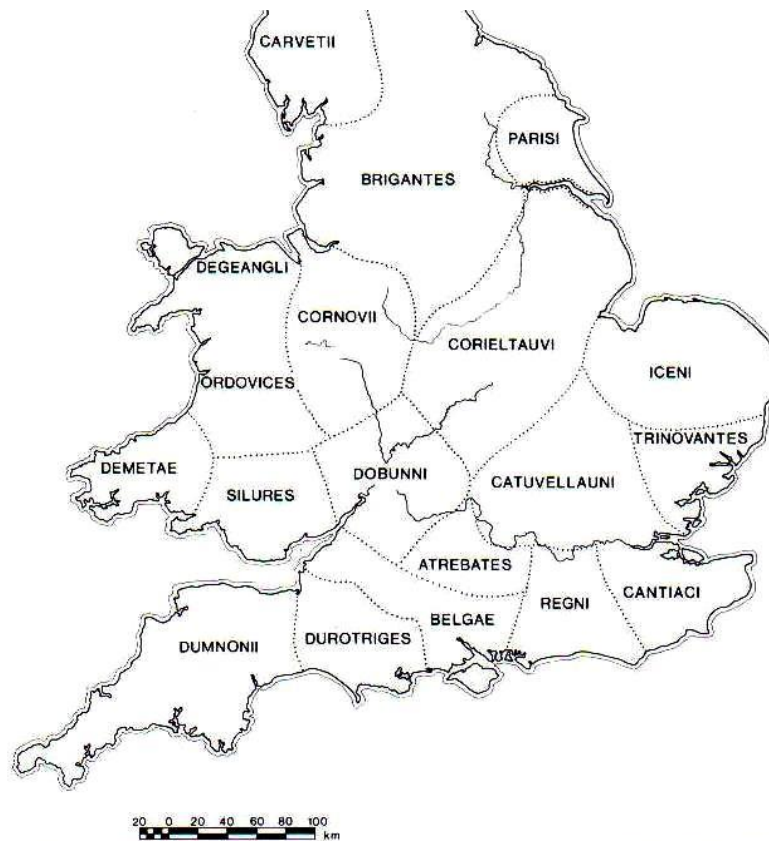 CARVETII
PARISI
BRIGANTES
DEGEANGLI
CORNOVII
CORIELTAUVI
ICENI
ORDOVICES
TRINOVANTES
DEMETAE
DOBUNNI
CATUVELLAUNI
SILURES
ATREBATES
CANTIACI
REGNI
BELGAE
DUROTRIGES
DUMNONII
20 0 20 40 60 80 100
km